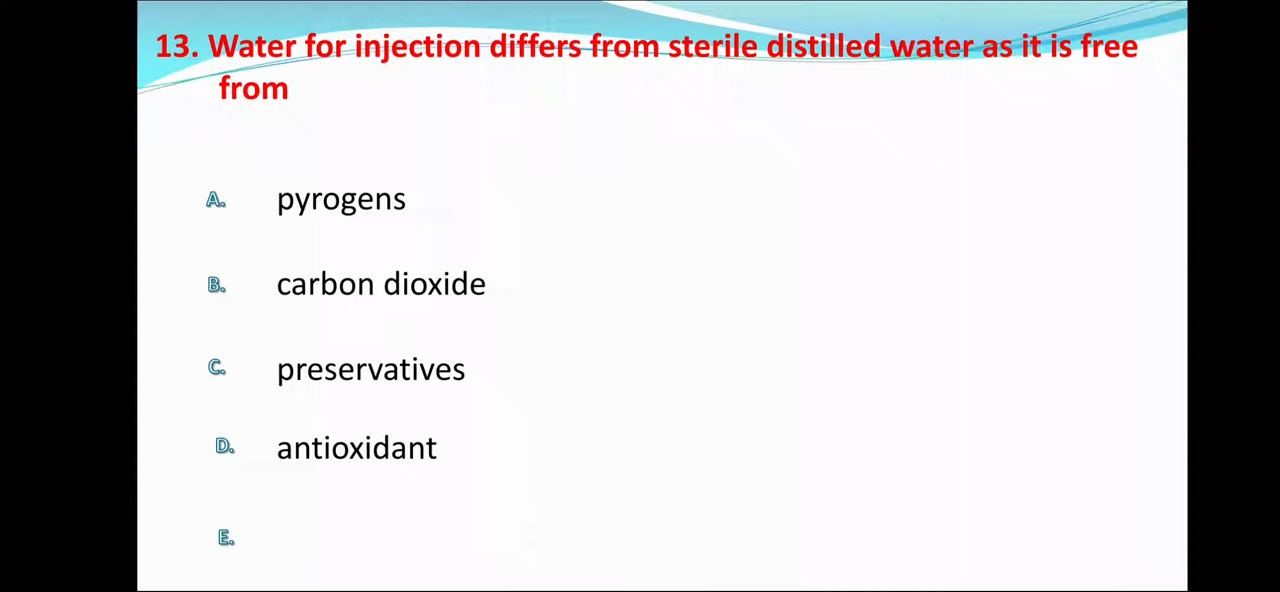 13. Water for injection differs from sterile distilled water as it is free
from
A. pyrogens
B. carbon dioxide
C. preservatives
D. antioxidant
E.